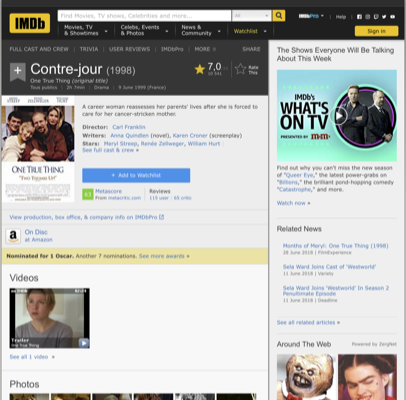 IMDb
Find Movies, TV shows, Celebrities and more...
All
IMDbPro
Help
Movies, TV & Showtimes
Celebs, Events & Photos
News & Community
Watchlist
Sign in
FULL CAST AND CREW | TRIVIA | USER REVIEWS | IMDbPro | MORE
SHARE
Contre-jour (1998)
One True Thing (original title)
Tous publics | 2h 7min | Drama | 9 June 1999 (France)
7,0
Rate This
ONE TRUE THING
A career woman reassesses her parents' lives after she is forced to care for her cancer-stricken mother.
Director: Carl Franklin
Writers: Anna Quindlen (novel), Karen Croner (screenplay)
Stars: Meryl Streep, Renée Zellweger, William Hurt
See full cast & crew »
+ Add to Watchlist
Metascore
From metacritic.com
Reviews
115 user | 65 critic
View production, box office, & company info on IMDbPro
a
On Disc
at Amazon
Nominated for 1 Oscar. Another 7 nominations. See more awards »
Videos
Trailer
One True Thing
See all 1 video »
Photos
The Shows Everyone Will Be Talking About This Week
IMDb's
WHAT'S ON TV
PRESENTED BY
Find out why you can't miss the new season of "Queer Eye," the latest power-grabs on "Billions," the brilliant pond-hopping comedy "Catastrophe," and more.
Watch now »
Related News
Months of Meryl: One True Thing (1998)
28 June 2018 | FilmExperience
Sela Ward Joins Cast of 'Westworld'
11 June 2018 | Variety
Sela Ward Joins 'Westworld' In Season 2 Penultimate Episode
11 June 2018 | Deadline
See all related articles »
Around The Web
Powered by ZergNet